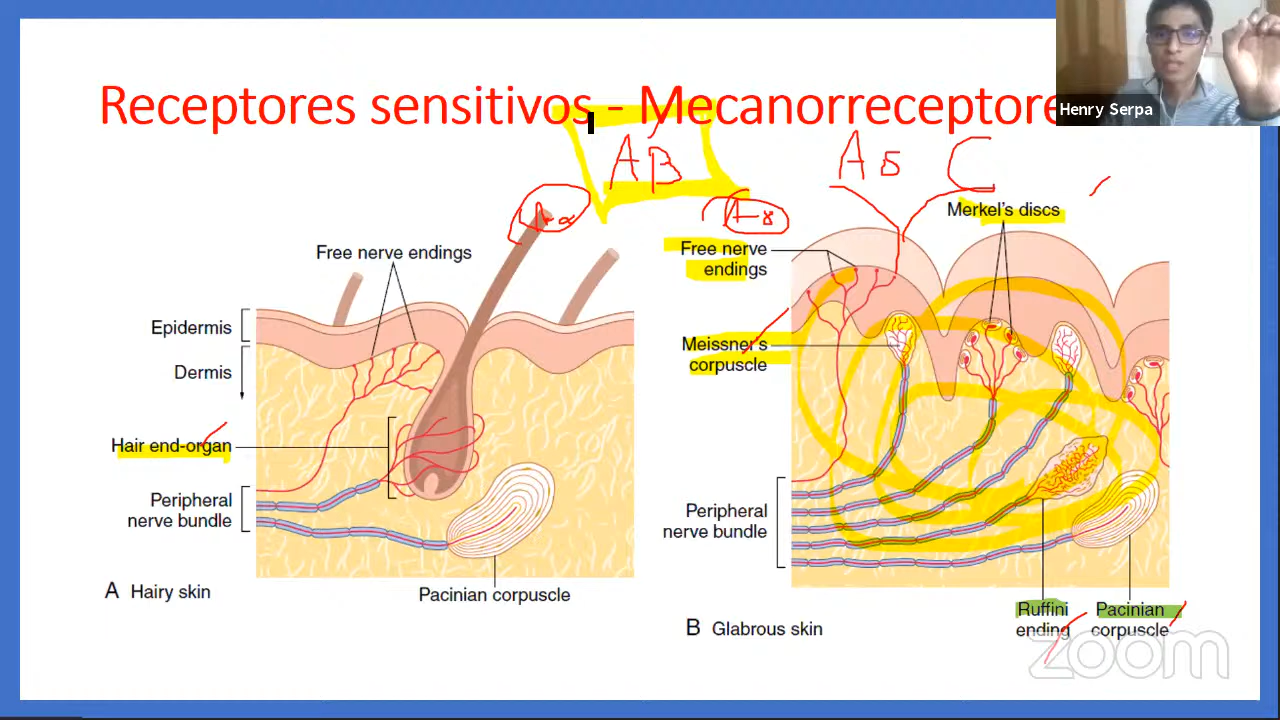 Receptores sensitivos - Mecanorreceptore
Henry Serpa
Aβ
Aδ C
Aα
Free nerve endings
Epidermis
Dermis
Hair end-organ
Peripheral
nerve bundle
Pacinian corpuscle
A Hairy skin
Merkel's discs
Free nerve
endings
Meissner's
corpuscle
Peripheral
nerve bundle
Ruffini
ending
Pacinian
corpuscle
B Glabrous skin
zoom